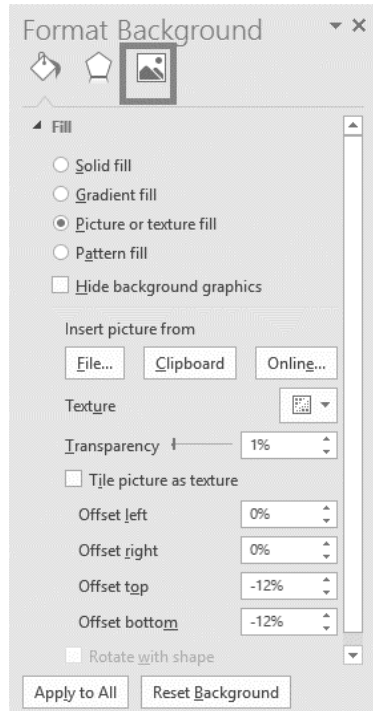 Format Background
Fill
Solid fill
Gradient fill
Picture or texture fill
Pattern fill
Hide background graphics
Insert picture from
File... Clipboard Online...
Texture
Transparency 1%
Tile picture as texture
Offset left 0%
Offset right 0%
Offset top -12%
Offset bottom -12%
Rotate with shape
Apply to All Reset Background